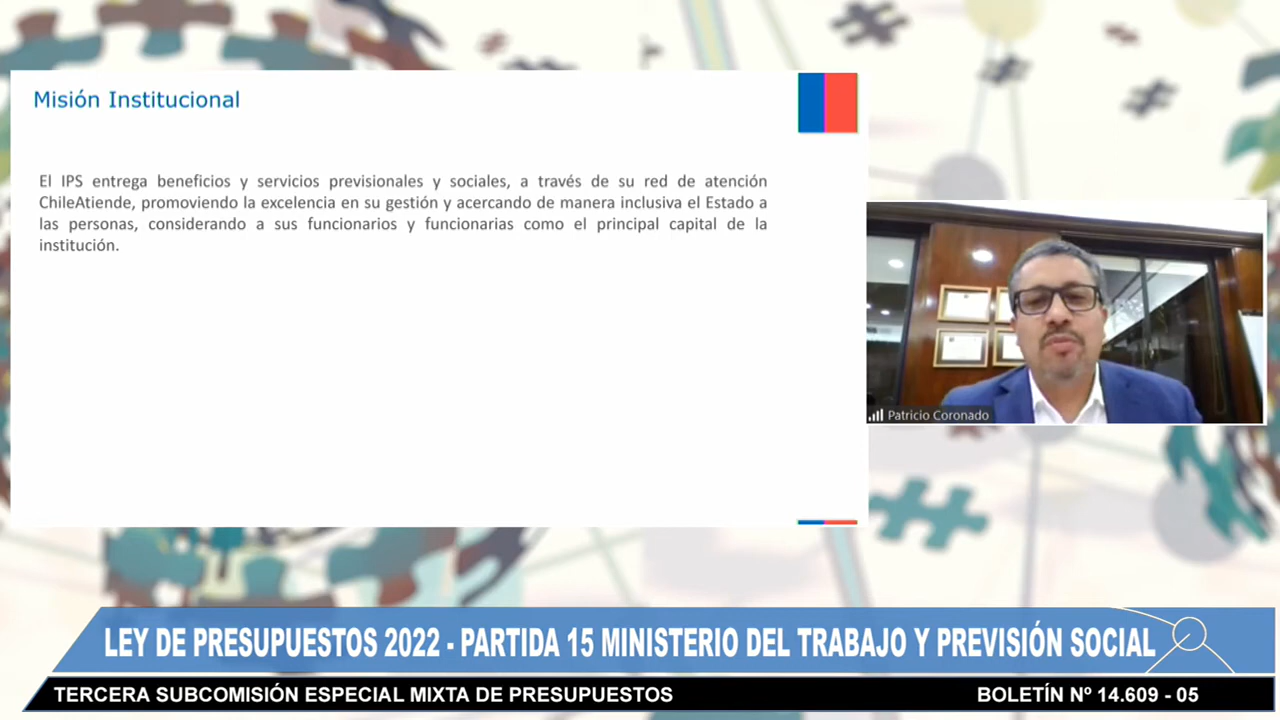 Misión Institucional
El IPS entrega beneficios y servicios previsionales y sociales, a través de su red de atención
ChileAtiende, promoviendo la excelencia en su gestión y acercando de manera inclusiva el Estado a
las personas, considerando a sus funcionarios y funcionarias como el principal capital de la
institución.
Patricio Coronado
LEY DE PRESUPUESTOS 2022 - PARTIDA 15 MINISTERIO DEL TRABAJO Y PREVISIÓN SOCIAL
TERCERA SUBCOMISIÓN ESPECIAL MIXTA DE PRESUPUESTOS
BOLETÍN Nº 14.609 - 05